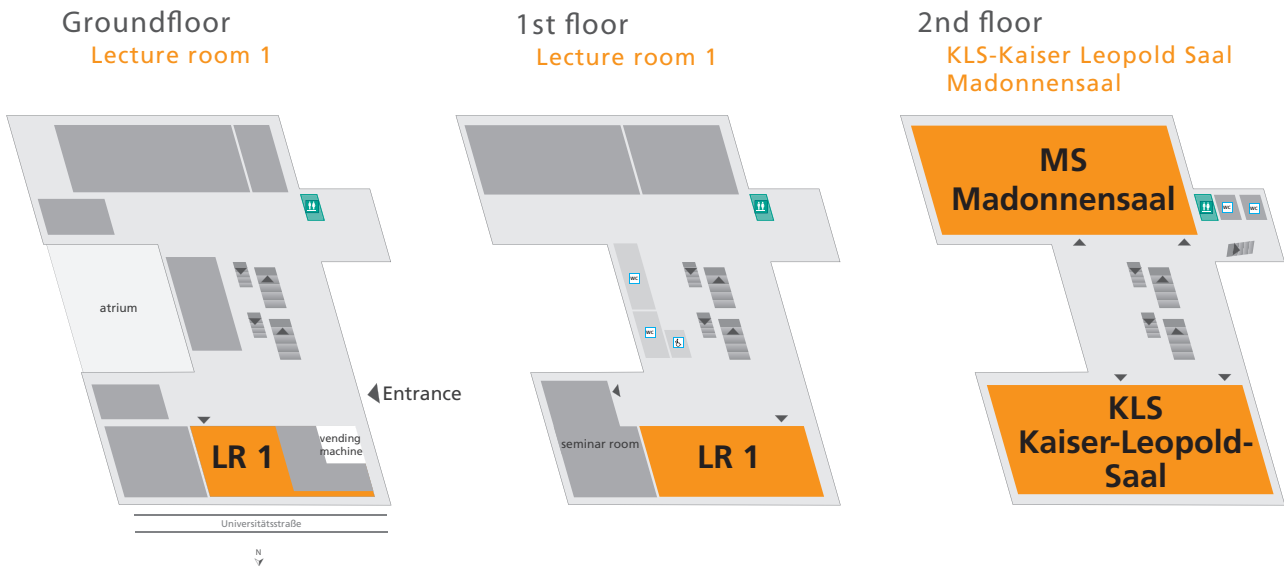 Groundfloor
Lecture room 1
atrium
Entrance
LR 1
vending
machine
Universitätsstraße
N
1st floor
Lecture room 1
WC
WC
seminar room
LR 1
2nd floor
KLS-Kaiser Leopold Saal
Madonnensaal
MS
Madonnensaal
WC
WC
KLS
Kaiser-Leopold-
Saal